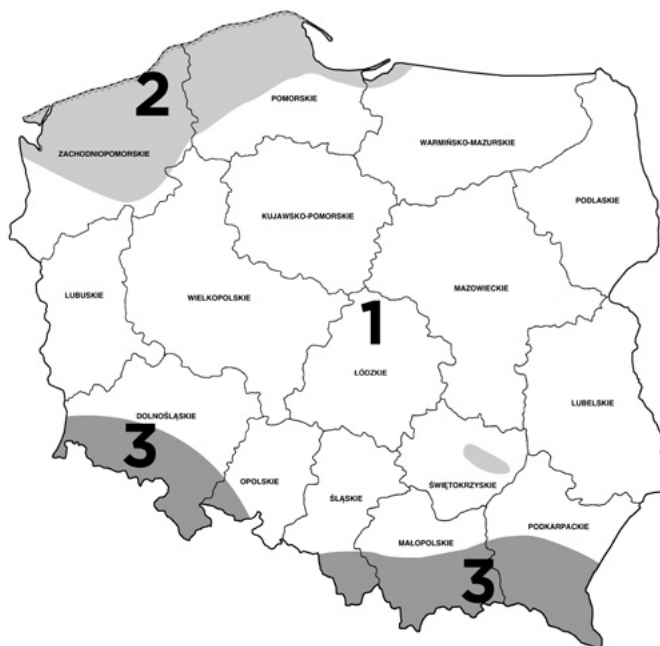 2
POMORSKIE
ZACHODNIOPOMORSKIE
WARMIŃSKO-MAZURSKIE
PODLASKIE
KUJAWSKO-POMORSKIE
LUBUSKIE
WIELKOPOLSKIE
MAZOWIECKIE
1
ŁÓDZKIE
LUBELSKIE
DOLNOŚLĄSKIE
3
OPOLSKIE
ŚLĄSKIE
ŚWIĘTOKRZYSKIE
MAŁOPOLSKIE
PODKARPACKIE
3